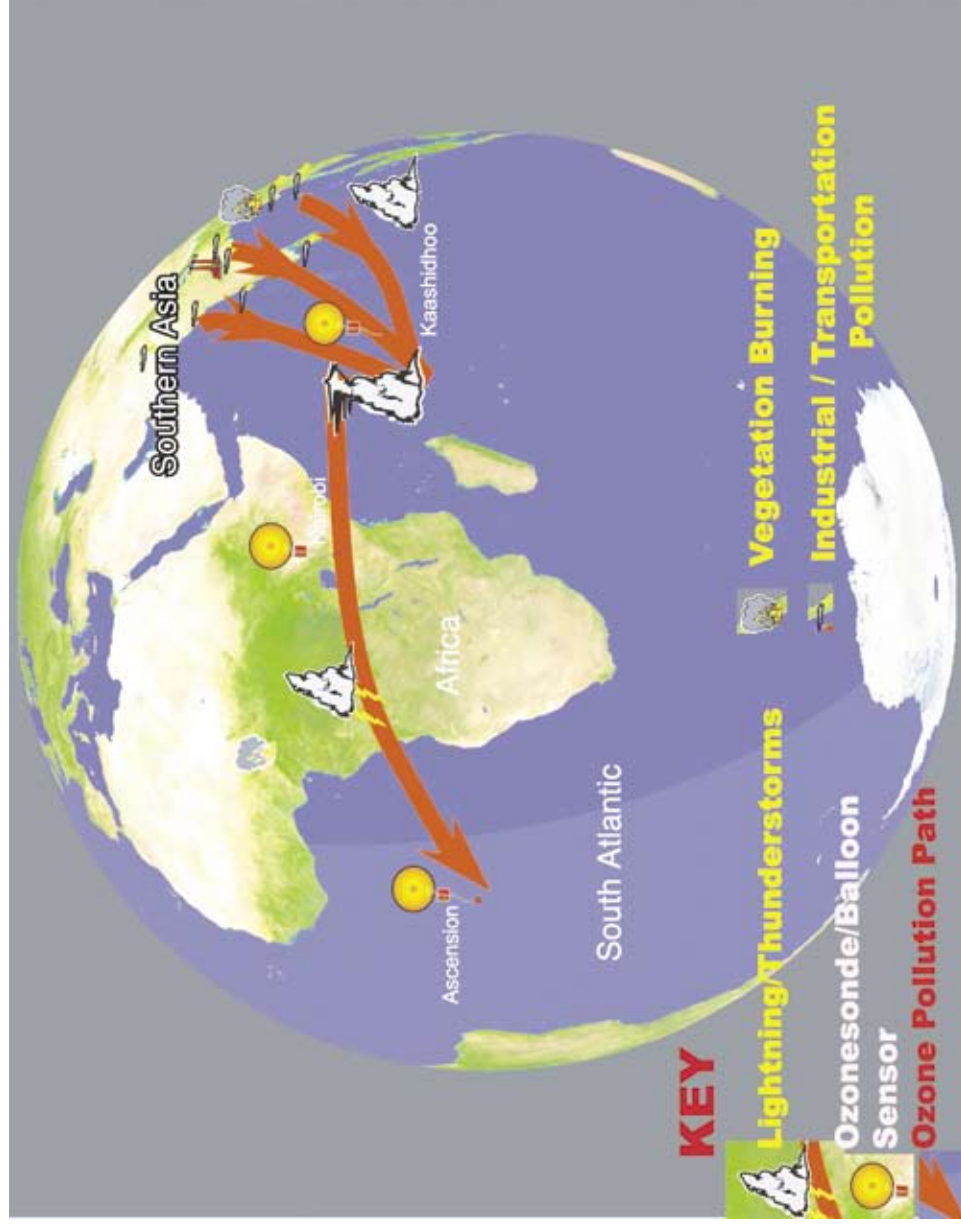 Southern Asia
Kaashidhoo
Nairobi
Africa
Ascension
South Atlantic
KEY
Lightning/Thunderstorms
Ozonesonde/Balloon
Sensor
Ozone Pollution Path
Vegetation Burning
Industrial / Transportation
Pollution